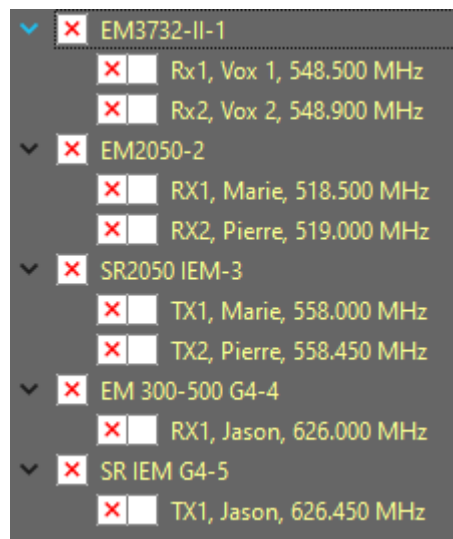 EM3732-II-1
Rx1, Vox 1, 548.500 MHz
Rx2, Vox 2, 548.900 MHz
EM2050-2
RX1, Marie, 518.500 MHz
RX2, Pierre, 519.000 MHz
SR2050 IEM-3
TX1, Marie, 558.000 MHz
TX2, Pierre, 558.450 MHz
EM 300-500 G4-4
RX1, Jason, 626.000 MHz
SR IEM G4-5
TX1, Jason, 626.450 MHz